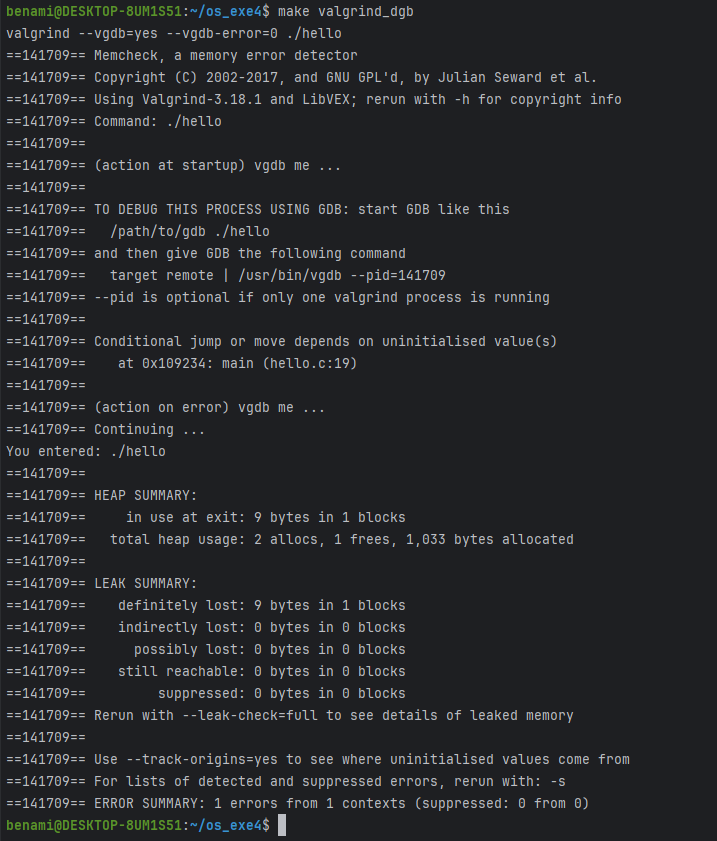 benami@DESKTOP-8UM1S51:~/os_exe4$ make valgrind_dgb
valgrind --vgdb=yes --vgdb-error=0 ./hello
==141709== Memcheck, a memory error detector
==141709== Copyright (C) 2002-2017, and GNU GPL'd, by Julian Seward et al.
==141709== Using Valgrind-3.18.1 and LibVEX; rerun with -h for copyright info
==141709== Command: ./hello
==141709==
==141709== (action at startup) vgdb me ...
==141709==
==141709== TO DEBUG THIS PROCESS USING GDB: start GDB like this
==141709==   /path/to/gdb ./hello
==141709== and then give GDB the following command
==141709==   target remote | /usr/bin/vgdb --pid=141709
==141709== --pid is optional if only one valgrind process is running
==141709==
==141709== Conditional jump or move depends on uninitialised value(s)
==141709==    at 0x109234: main (hello.c:19)
==141709==
==141709== (action on error) vgdb me ...
==141709== Continuing ...
You entered: ./hello
==141709==
==141709== HEAP SUMMARY:
==141709==     in use at exit: 9 bytes in 1 blocks
==141709==   total heap usage: 2 allocs, 1 frees, 1,033 bytes allocated
==141709==
==141709== LEAK SUMMARY:
==141709==    definitely lost: 9 bytes in 1 blocks
==141709==    indirectly lost: 0 bytes in 0 blocks
==141709==      possibly lost: 0 bytes in 0 blocks
==141709==    still reachable: 0 bytes in 0 blocks
==141709==         suppressed: 0 bytes in 0 blocks
==141709== Rerun with --leak-check=full to see details of leaked memory
==141709==
==141709== Use --track-origins=yes to see where uninitialised values come from
==141709== For lists of detected and suppressed errors, rerun with: -s
==141709== ERROR SUMMARY: 1 errors from 1 contexts (suppressed: 0 from 0)
benami@DESKTOP-8UM1S51:~/os_exe4$